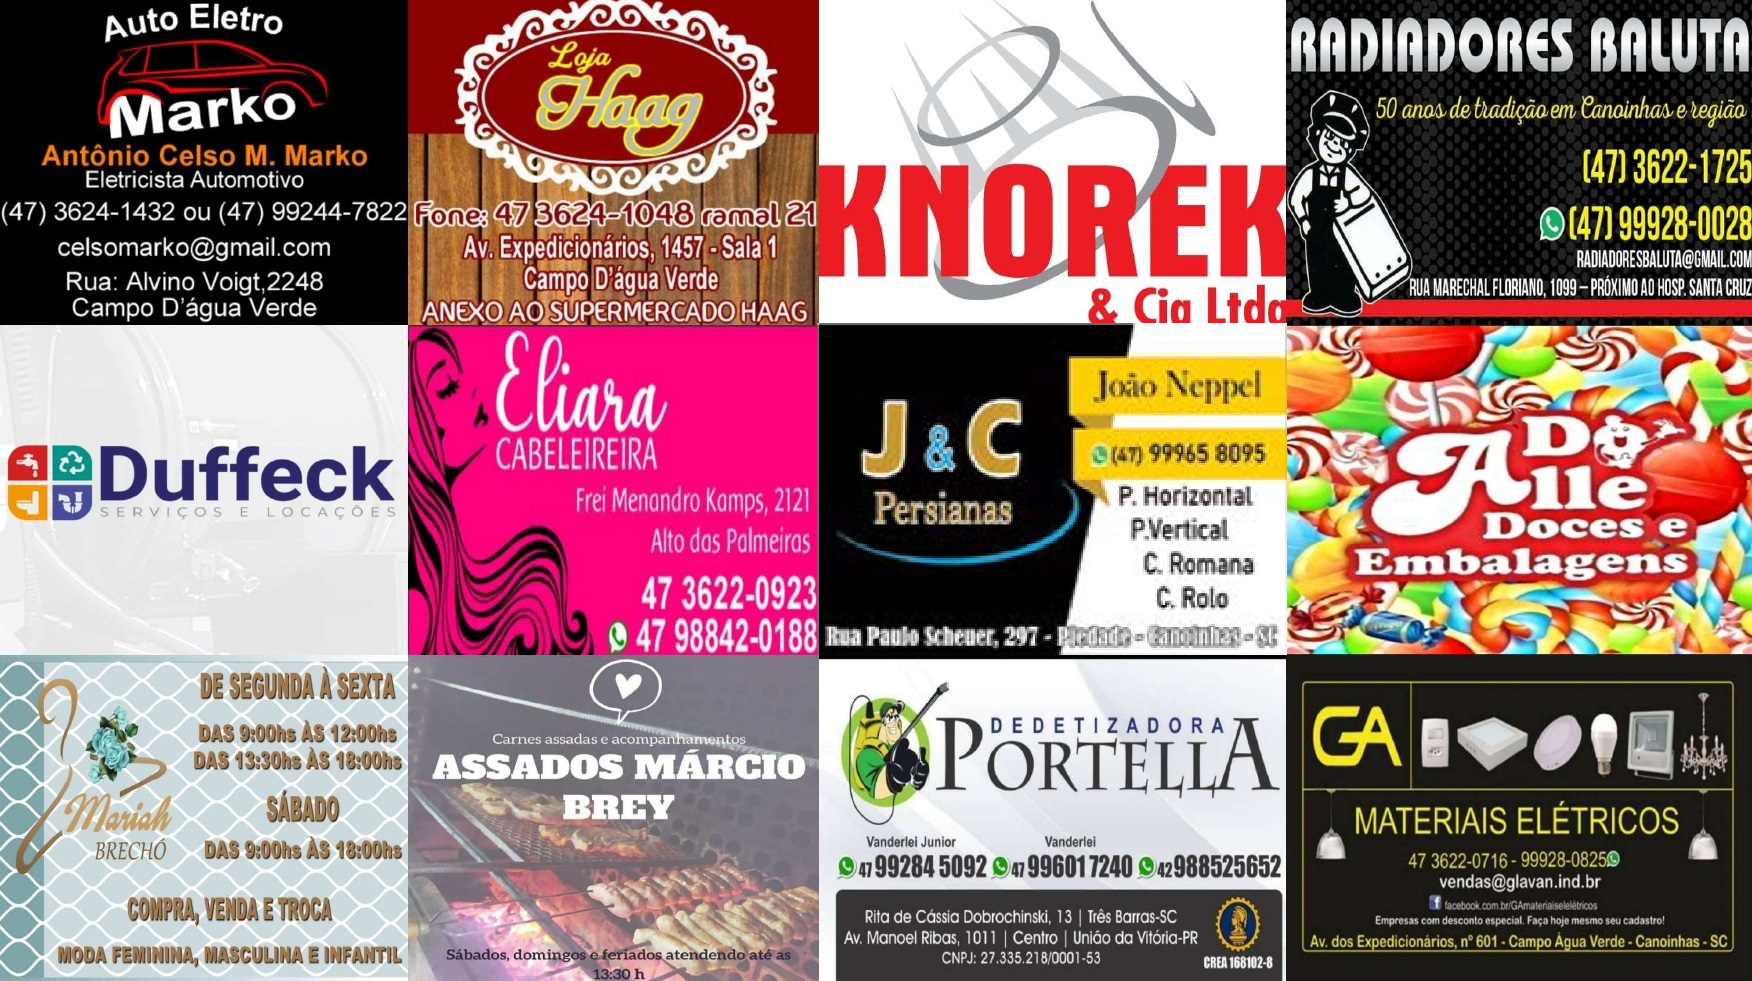 Auto Eletro
Marko
Antônio Celso M. Marko
Eletricista Automotivo
(47) 3624-1432 ou (47) 99244-7822
celsomarko@gmail.com
Rua: Alvino Voigt,2248
Campo D'água Verde
Loja
Haag
Fone: 47 3624-1048 ramal 21
Av. Expedicionários, 1457 - Sala 1
Campo D'água Verde
ANEXO AO SUPERMERCADO HAAG
KNOREK
& Cia Ltda
RADIADORES BALUTA
50 anos de tradição em Canoinhas e região
(47) 3622-1725
(47) 99928-0028
RADIADORESBALUTA@GMAIL.COM
RUA MARECHAL FLORIANO, 1099 – PRÓXIMO AO HOSP. SANTA CRUZ
Duffeck
SERVIÇOS E LOCAÇÕES
Eliara
CABELEIREIRA
Frei Menandro Kamps, 2121
Alto das Palmeiras
47 3622-0923
47 98842-0188
J & C
Persianas
João Neppel
(47) 99965 8095
P. Horizontal
P.Vertical
C. Romana
C. Rolo
Rua Paulo Scheuer, 297 - Piedade - Canoinhas - SC
Do
Alle
Doces e
Embalagens
DE SEGUNDA À SEXTA
DAS 9:00hs ÀS 12:00hs
DAS 13:30hs ÀS 18:00hs
SÁBADO
DAS 9:00hs ÀS 18:00hs
Mariah
BRECHÓ
COMPRA, VENDA E TROCA
MODA FEMININA, MASCULINA E INFANTIL
Carnes assadas e acompanhamentos
ASSADOS MÁRCIO
BREY
Sábados, domingos e feriados atendendo até as
13:30 h
DEDETIZADORA
PORTELLA
Vanderlei Junior
Vanderlei
47 99284 5092
47 99601 7240
42 988525652
Rita de Cássia Dobrochinski, 13 | Três Barras-SC
Av. Manoel Ribas, 1011 | Centro | União da Vitória-PR
CNPJ: 27.335.218/0001-53
CREA 168102-8
GA
MATERIAIS ELÉTRICOS
47 3622-0716 - 99928-0825
vendas@glavan.ind.br
facebook.com.br/GAmateriaiselelétricos
Empresas com desconto especial. Faça hoje mesmo seu cadastro!
Av. dos Expedicionários, nº 601 - Campo Água Verde - Canoinhas - SC